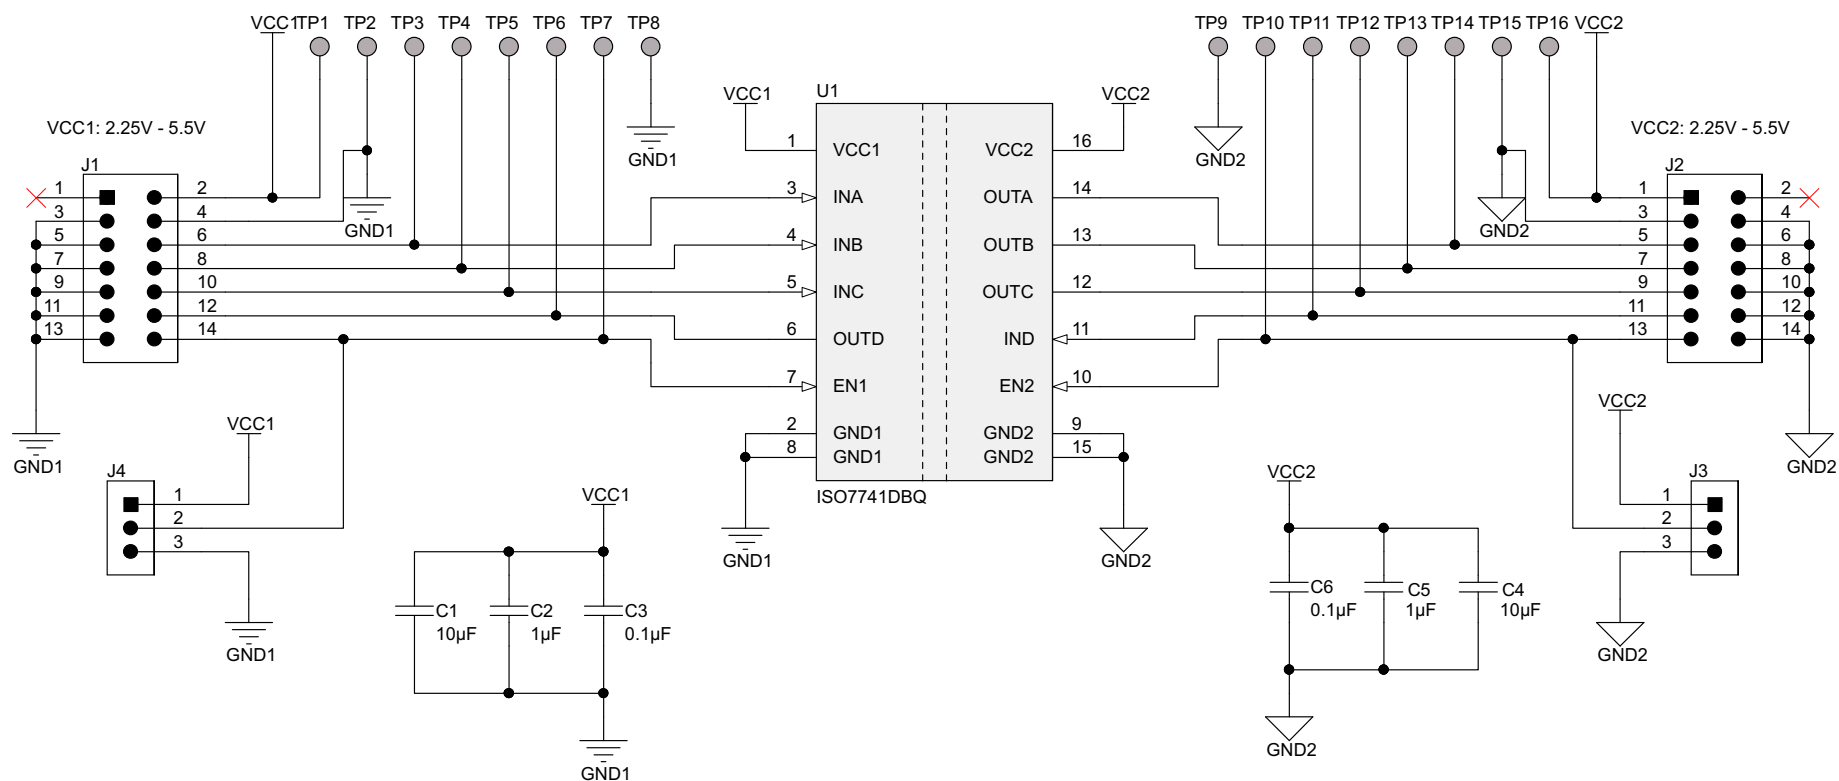 VCC1 TP1 TP2 TP3 TP4 TP5 TP6 TP7 TP8
TP9 TP10 TP11 TP12 TP13 TP14 TP15 TP16 VCC2
VCC1: 2.25V - 5.5V
J1
1 2
3 4
5 6
7 8
9 10
11 12
13 14
GND1
GND1
GND1
VCC1
U1
VCC2
1 VCC1 VCC2 16
3 INA OUTA 14
4 INB OUTB 13
5 INC OUTC 12
6 OUTD IND 11
7 EN1 EN2 10
2 GND1 GND2 9
8 GND1 GND2 15
ISO7741DBQ
GND1
GND2
GND2
GND2
VCC2: 2.25V - 5.5V
J2
1 2
3 4
5 6
7 8
9 10
11 12
13 14
GND2
VCC1
J4
1
2
3
GND1
VCC1
C1
10µF
C2
1µF
C3
0.1µF
GND1
VCC2
C6
0.1µF
C5
1µF
C4
10µF
GND2
VCC2
J3
1
2
3
GND2